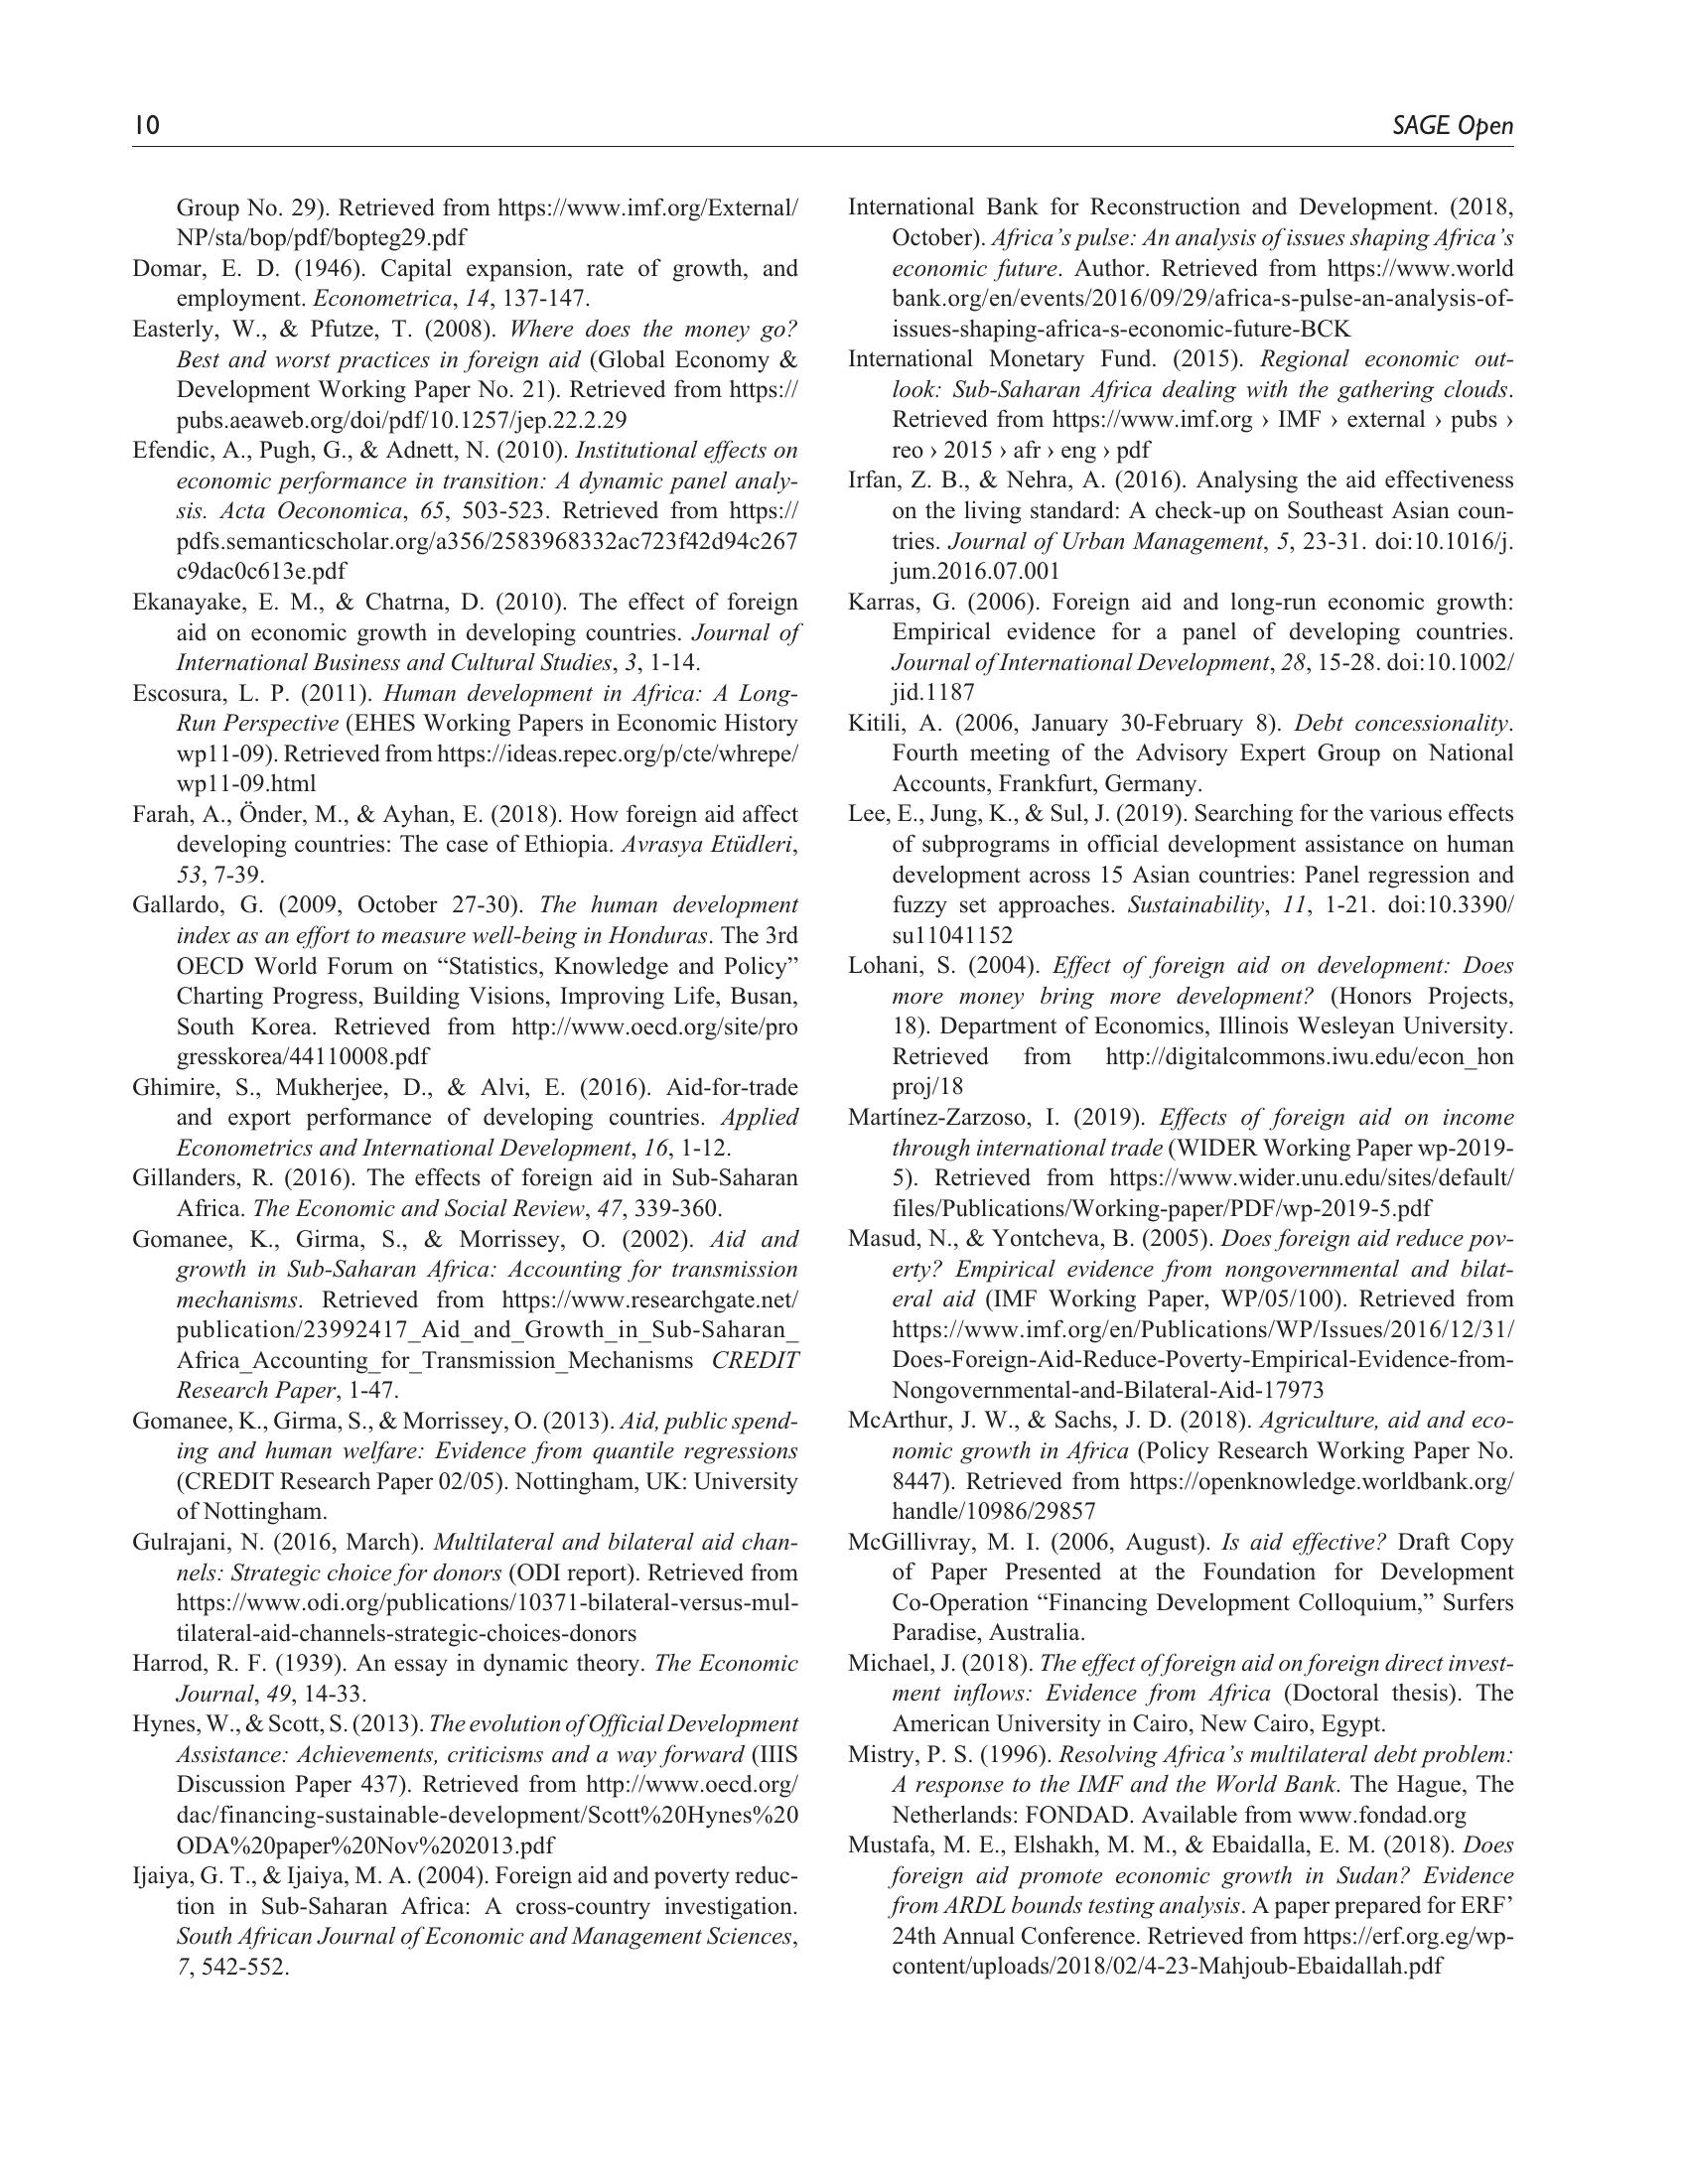 10
SAGE Open
Group No. 29). Retrieved from https://www.imf.org/External/
NP/sta/bop/pdf/bopteg29.pdf
Domar, E. D. (1946). Capital expansion, rate of growth, and
employment. Econometrica, 14, 137-147.
Easterly, W., & Pfutze, T. (2008). Where does the money go?
Best and worst practices in foreign aid (Global Economy &
Development Working Paper No. 21). Retrieved from https://
pubs.aeaweb.org/doi/pdf/10.1257/jep.22.2.29
Efendic, A., Pugh, G., & Adnett, N. (2010). Institutional effects on
economic performance in transition: A dynamic panel analy-
sis. Acta Oeconomica, 65, 503-523. Retrieved from https://
pdfs.semanticscholar.org/a356/2583968332ac723f42d94c267
c9dac0c613e.pdf
Ekanayake, E. M., & Chatrna, D. (2010). The effect of foreign
aid on economic growth in developing countries. Journal of
International Business and Cultural Studies, 3, 1-14.
Escosura, L. P. (2011). Human development in Africa: A Long-
Run Perspective (EHES Working Papers in Economic History
wp11-09). Retrieved from https://ideas.repec.org/p/cte/whrepe/
wp11-09.html
Farah, A., Önder, M., & Ayhan, E. (2018). How foreign aid affect
developing countries: The case of Ethiopia. Avrasya Etüdleri,
53, 7-39.
Gallardo, G. (2009, October 27-30). The human development
index as an effort to measure well-being in Honduras. The 3rd
OECD World Forum on “Statistics, Knowledge and Policy”
Charting Progress, Building Visions, Improving Life, Busan,
South Korea. Retrieved from http://www.oecd.org/site/pro
gresskorea/44110008.pdf
Ghimire, S., Mukherjee, D., & Alvi, E. (2016). Aid-for-trade
and export performance of developing countries. Applied
Econometrics and International Development, 16, 1-12.
Gillanders, R. (2016). The effects of foreign aid in Sub-Saharan
Africa. The Economic and Social Review, 47, 339-360.
Gomanee, K., Girma, S., & Morrissey, O. (2002). Aid and
growth in Sub-Saharan Africa: Accounting for transmission
mechanisms. Retrieved from https://www.researchgate.net/
publication/23992417_Aid_and_Growth_in_Sub-Saharan_
Africa_Accounting_for_Transmission_Mechanisms CREDIT
Research Paper, 1-47.
Gomanee, K., Girma, S., & Morrissey, O. (2013). Aid, public spend-
ing and human welfare: Evidence from quantile regressions
(CREDIT Research Paper 02/05). Nottingham, UK: University
of Nottingham.
Gulrajani, N. (2016, March). Multilateral and bilateral aid chan-
nels: Strategic choice for donors (ODI report). Retrieved from
https://www.odi.org/publications/10371-bilateral-versus-mul-
tilateral-aid-channels-strategic-choices-donors
Harrod, R. F. (1939). An essay in dynamic theory. The Economic
Journal, 49, 14-33.
Hynes, W., & Scott, S. (2013). The evolution of Official Development
Assistance: Achievements, criticisms and a way forward (IIIS
Discussion Paper 437). Retrieved from http://www.oecd.org/
dac/financing-sustainable-development/Scott%20Hynes%20
ODA%20paper%20Nov%202013.pdf
Ijaiya, G. T., & Ijaiya, M. A. (2004). Foreign aid and poverty reduc-
tion in Sub-Saharan Africa: A cross-country investigation.
South African Journal of Economic and Management Sciences,
7, 542-552.
International Bank for Reconstruction and Development. (2018,
October). Africa’s pulse: An analysis of issues shaping Africa’s
economic future. Author. Retrieved from https://www.world
bank.org/en/events/2016/09/29/africa-s-pulse-an-analysis-of-
issues-shaping-africa-s-economic-future-BCK
International Monetary Fund. (2015). Regional economic out-
look: Sub-Saharan Africa dealing with the gathering clouds.
Retrieved from https://www.imf.org › IMF › external › pubs ›
reo › 2015 › afr › eng › pdf
Irfan, Z. B., & Nehra, A. (2016). Analysing the aid effectiveness
on the living standard: A check-up on Southeast Asian coun-
tries. Journal of Urban Management, 5, 23-31. doi:10.1016/j.
jum.2016.07.001
Karras, G. (2006). Foreign aid and long-run economic growth:
Empirical evidence for a panel of developing countries.
Journal of International Development, 28, 15-28. doi:10.1002/
jid.1187
Kitili, A. (2006, January 30-February 8). Debt concessionality.
Fourth meeting of the Advisory Expert Group on National
Accounts, Frankfurt, Germany.
Lee, E., Jung, K., & Sul, J. (2019). Searching for the various effects
of subprograms in official development assistance on human
development across 15 Asian countries: Panel regression and
fuzzy set approaches. Sustainability, 11, 1-21. doi:10.3390/
su11041152
Lohani, S. (2004). Effect of foreign aid on development: Does
more money bring more development? (Honors Projects,
18). Department of Economics, Illinois Wesleyan University.
Retrieved from http://digitalcommons.iwu.edu/econ_hon
proj/18
Martínez-Zarzoso, I. (2019). Effects of foreign aid on income
through international trade (WIDER Working Paper wp-2019-
5). Retrieved from https://www.wider.unu.edu/sites/default/
files/Publications/Working-paper/PDF/wp-2019-5.pdf
Masud, N., & Yontcheva, B. (2005). Does foreign aid reduce pov-
erty? Empirical evidence from nongovernmental and bilat-
eral aid (IMF Working Paper, WP/05/100). Retrieved from
https://www.imf.org/en/Publications/WP/Issues/2016/12/31/
Does-Foreign-Aid-Reduce-Poverty-Empirical-Evidence-from-
Nongovernmental-and-Bilateral-Aid-17973
McArthur, J. W., & Sachs, J. D. (2018). Agriculture, aid and eco-
nomic growth in Africa (Policy Research Working Paper No.
8447). Retrieved from https://openknowledge.worldbank.org/
handle/10986/29857
McGillivray, M. I. (2006, August). Is aid effective? Draft Copy
of Paper Presented at the Foundation for Development
Co-Operation “Financing Development Colloquium,” Surfers
Paradise, Australia.
Michael, J. (2018). The effect of foreign aid on foreign direct invest-
ment inflows: Evidence from Africa (Doctoral thesis). The
American University in Cairo, New Cairo, Egypt.
Mistry, P. S. (1996). Resolving Africa’s multilateral debt problem:
A response to the IMF and the World Bank. The Hague, The
Netherlands: FONDAD. Available from www.fondad.org
Mustafa, M. E., Elshakh, M. M., & Ebaidalla, E. M. (2018). Does
foreign aid promote economic growth in Sudan? Evidence
from ARDL bounds testing analysis. A paper prepared for ERF’
24th Annual Conference. Retrieved from https://erf.org.eg/wp-
content/uploads/2018/02/4-23-Mahjoub-Ebaidallah.pdf